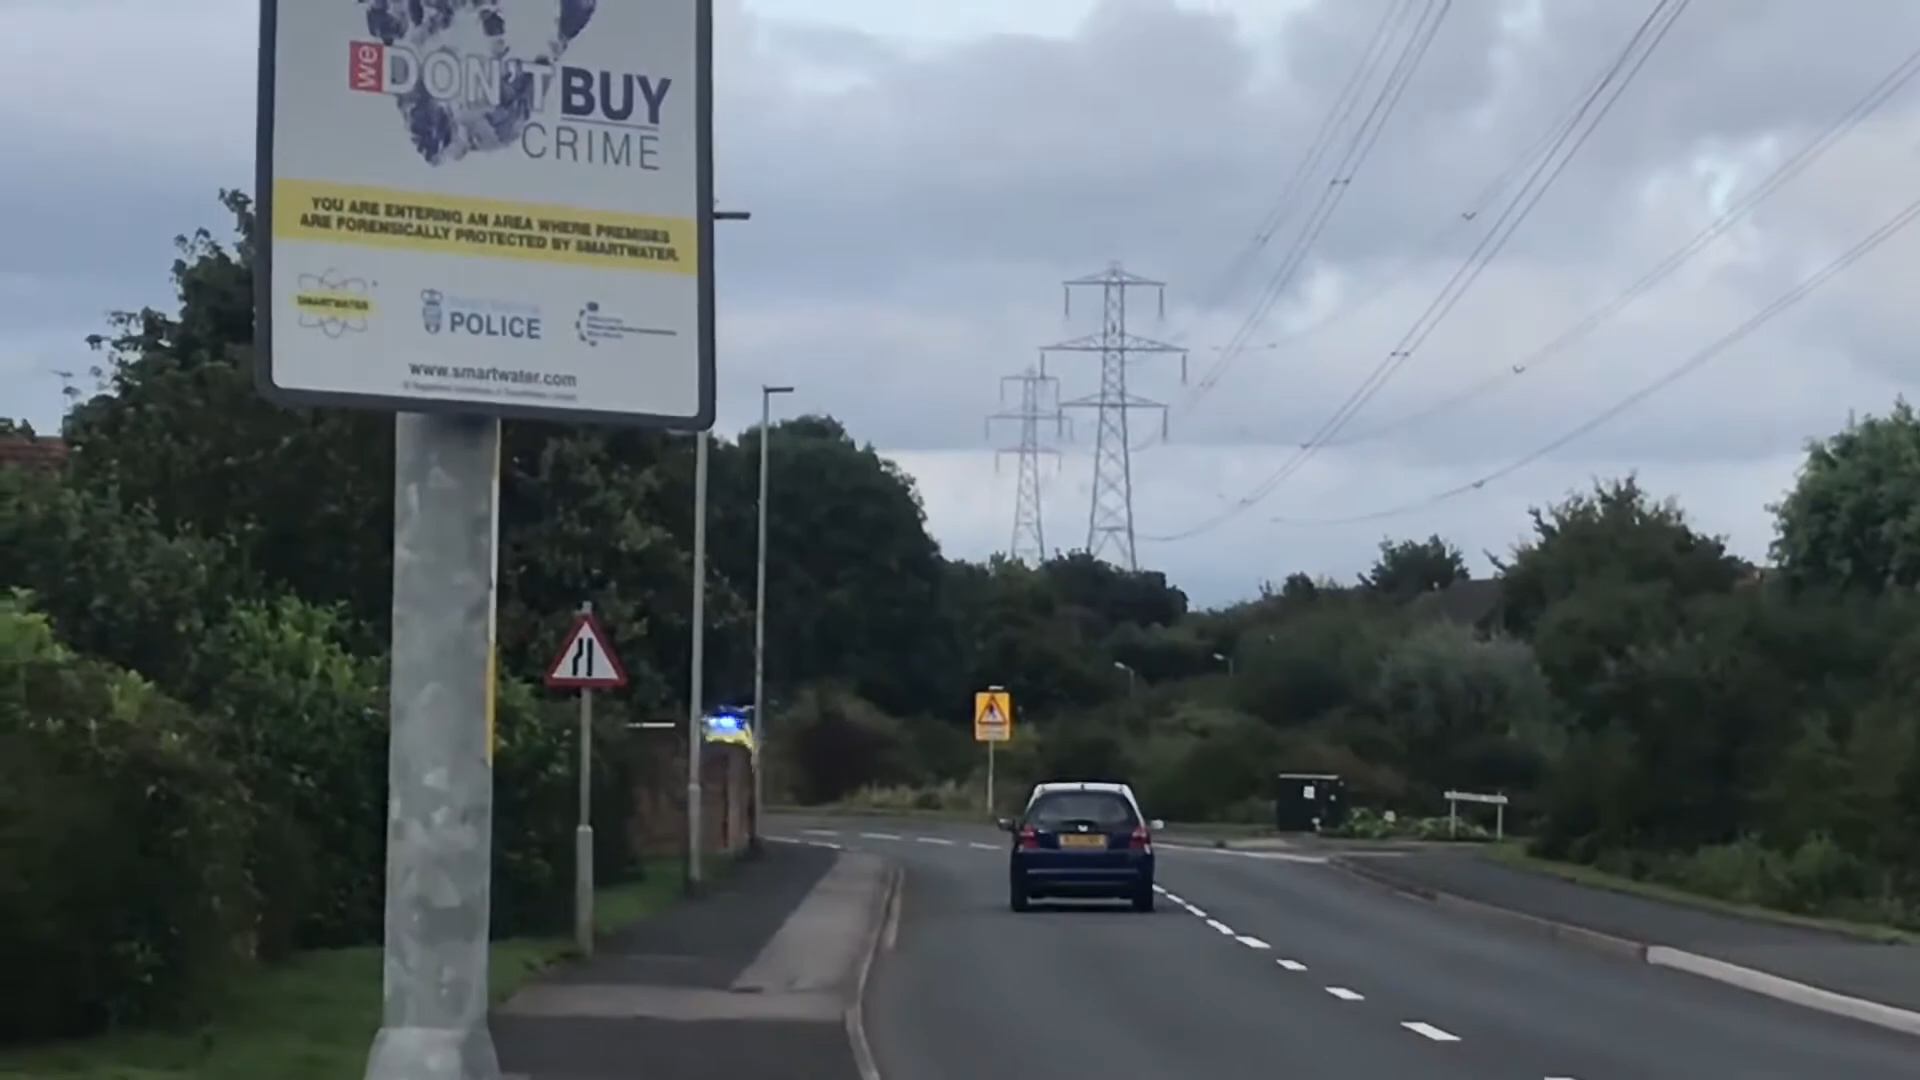 we DON'T BUY
CRIME
YOU ARE ENTERING AN AREA WHERE PREMISES
ARE FORENSICALLY PROTECTED BY SMARTWATER.
SMARTWATER
POLICE
www.smartwater.com